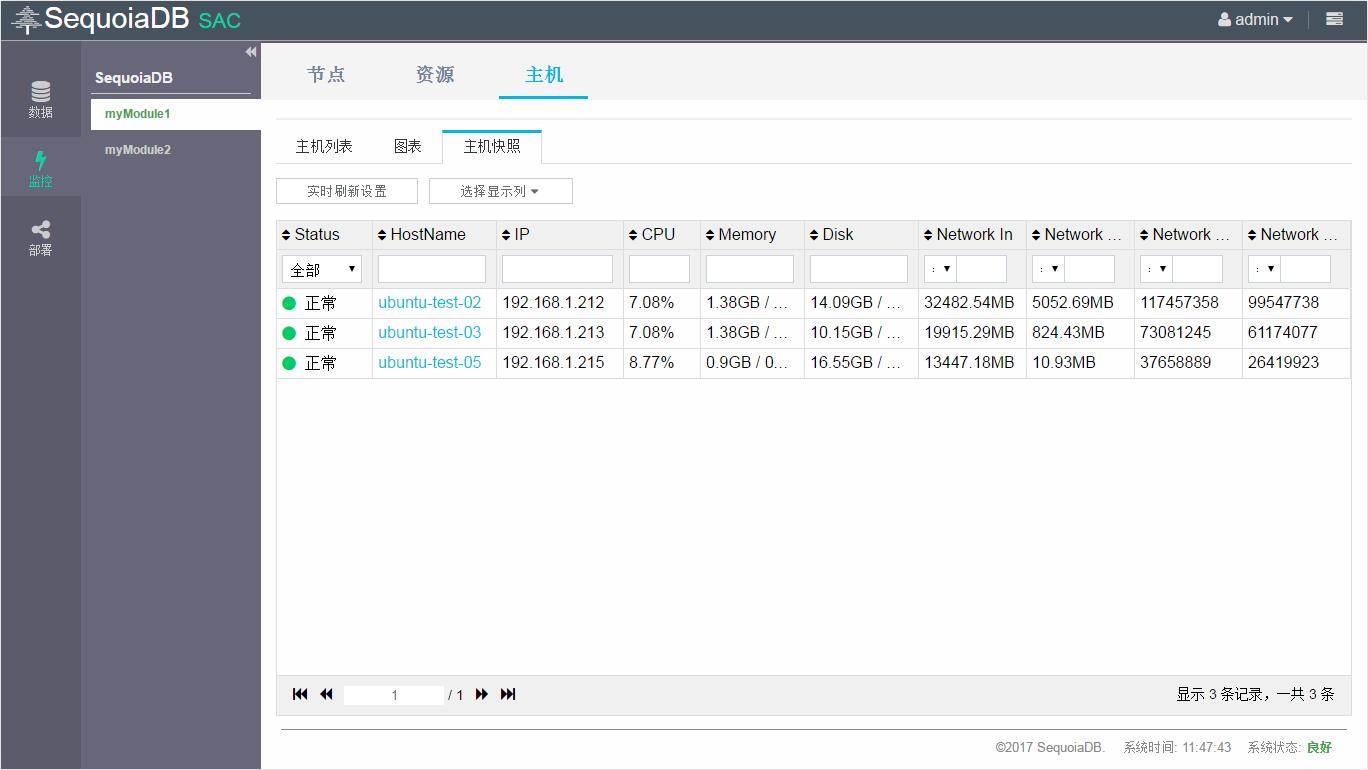 SequoiaDB SAC
admin
数据
监控
部署
SequoiaDB
myModule1
myModule2
节点 资源 主机
主机列表 图表 主机快照
实时刷新设置 选择显示列
Status HostName IP CPU Memory Disk Network In Network ... Network ... Network ...
全部 : : : :
正常 ubuntu-test-02 192.168.1.212 7.08% 1.38GB / ... 14.09GB / ... 32482.54MB 5052.69MB 117457358 99547738
正常 ubuntu-test-03 192.168.1.213 7.08% 1.38GB / ... 10.15GB / ... 19915.29MB 824.43MB 73081245 61174077
正常 ubuntu-test-05 192.168.1.215 8.77% 0.9GB / 0... 16.55GB / ... 13447.18MB 10.93MB 37658889 26419923
1 / 1 显示 3 条记录，一共 3 条
©2017 SequoiaDB. 系统时间: 11:47:43 系统状态: 良好